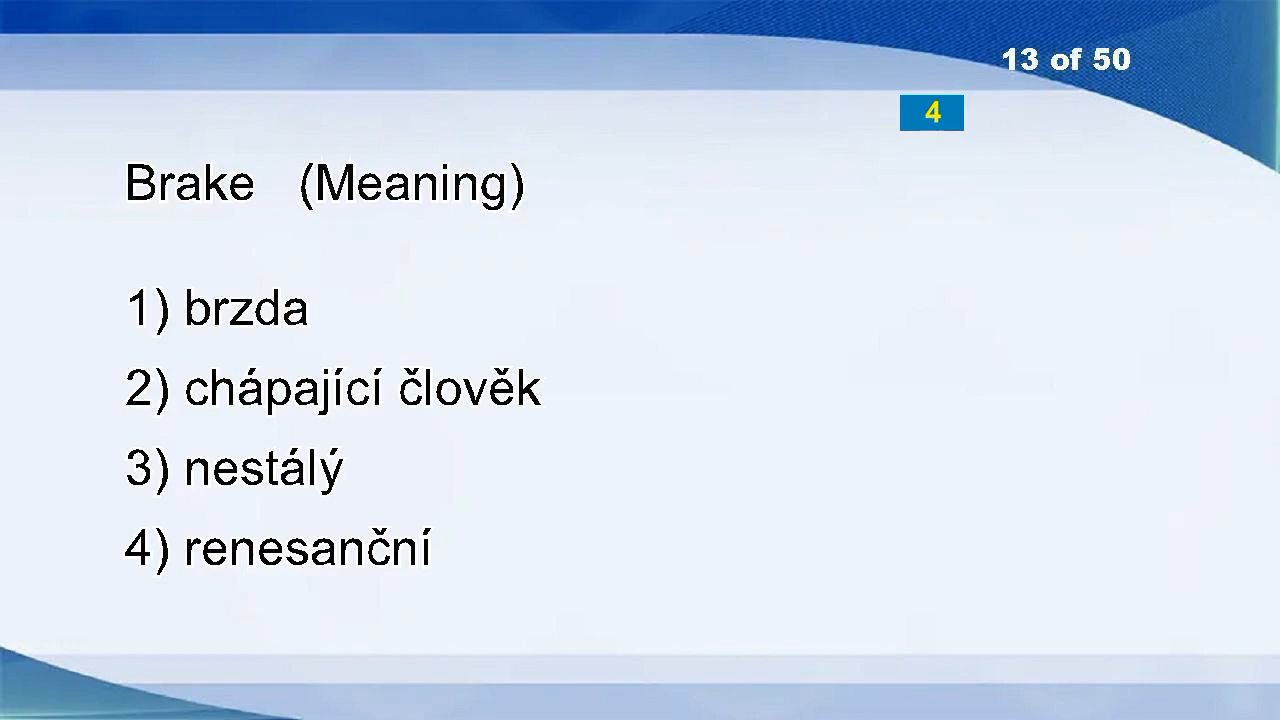 13 of 50
4
Brake (Meaning)
1) brzda
2) chápající člověk
3) nestálý
4) renesanční